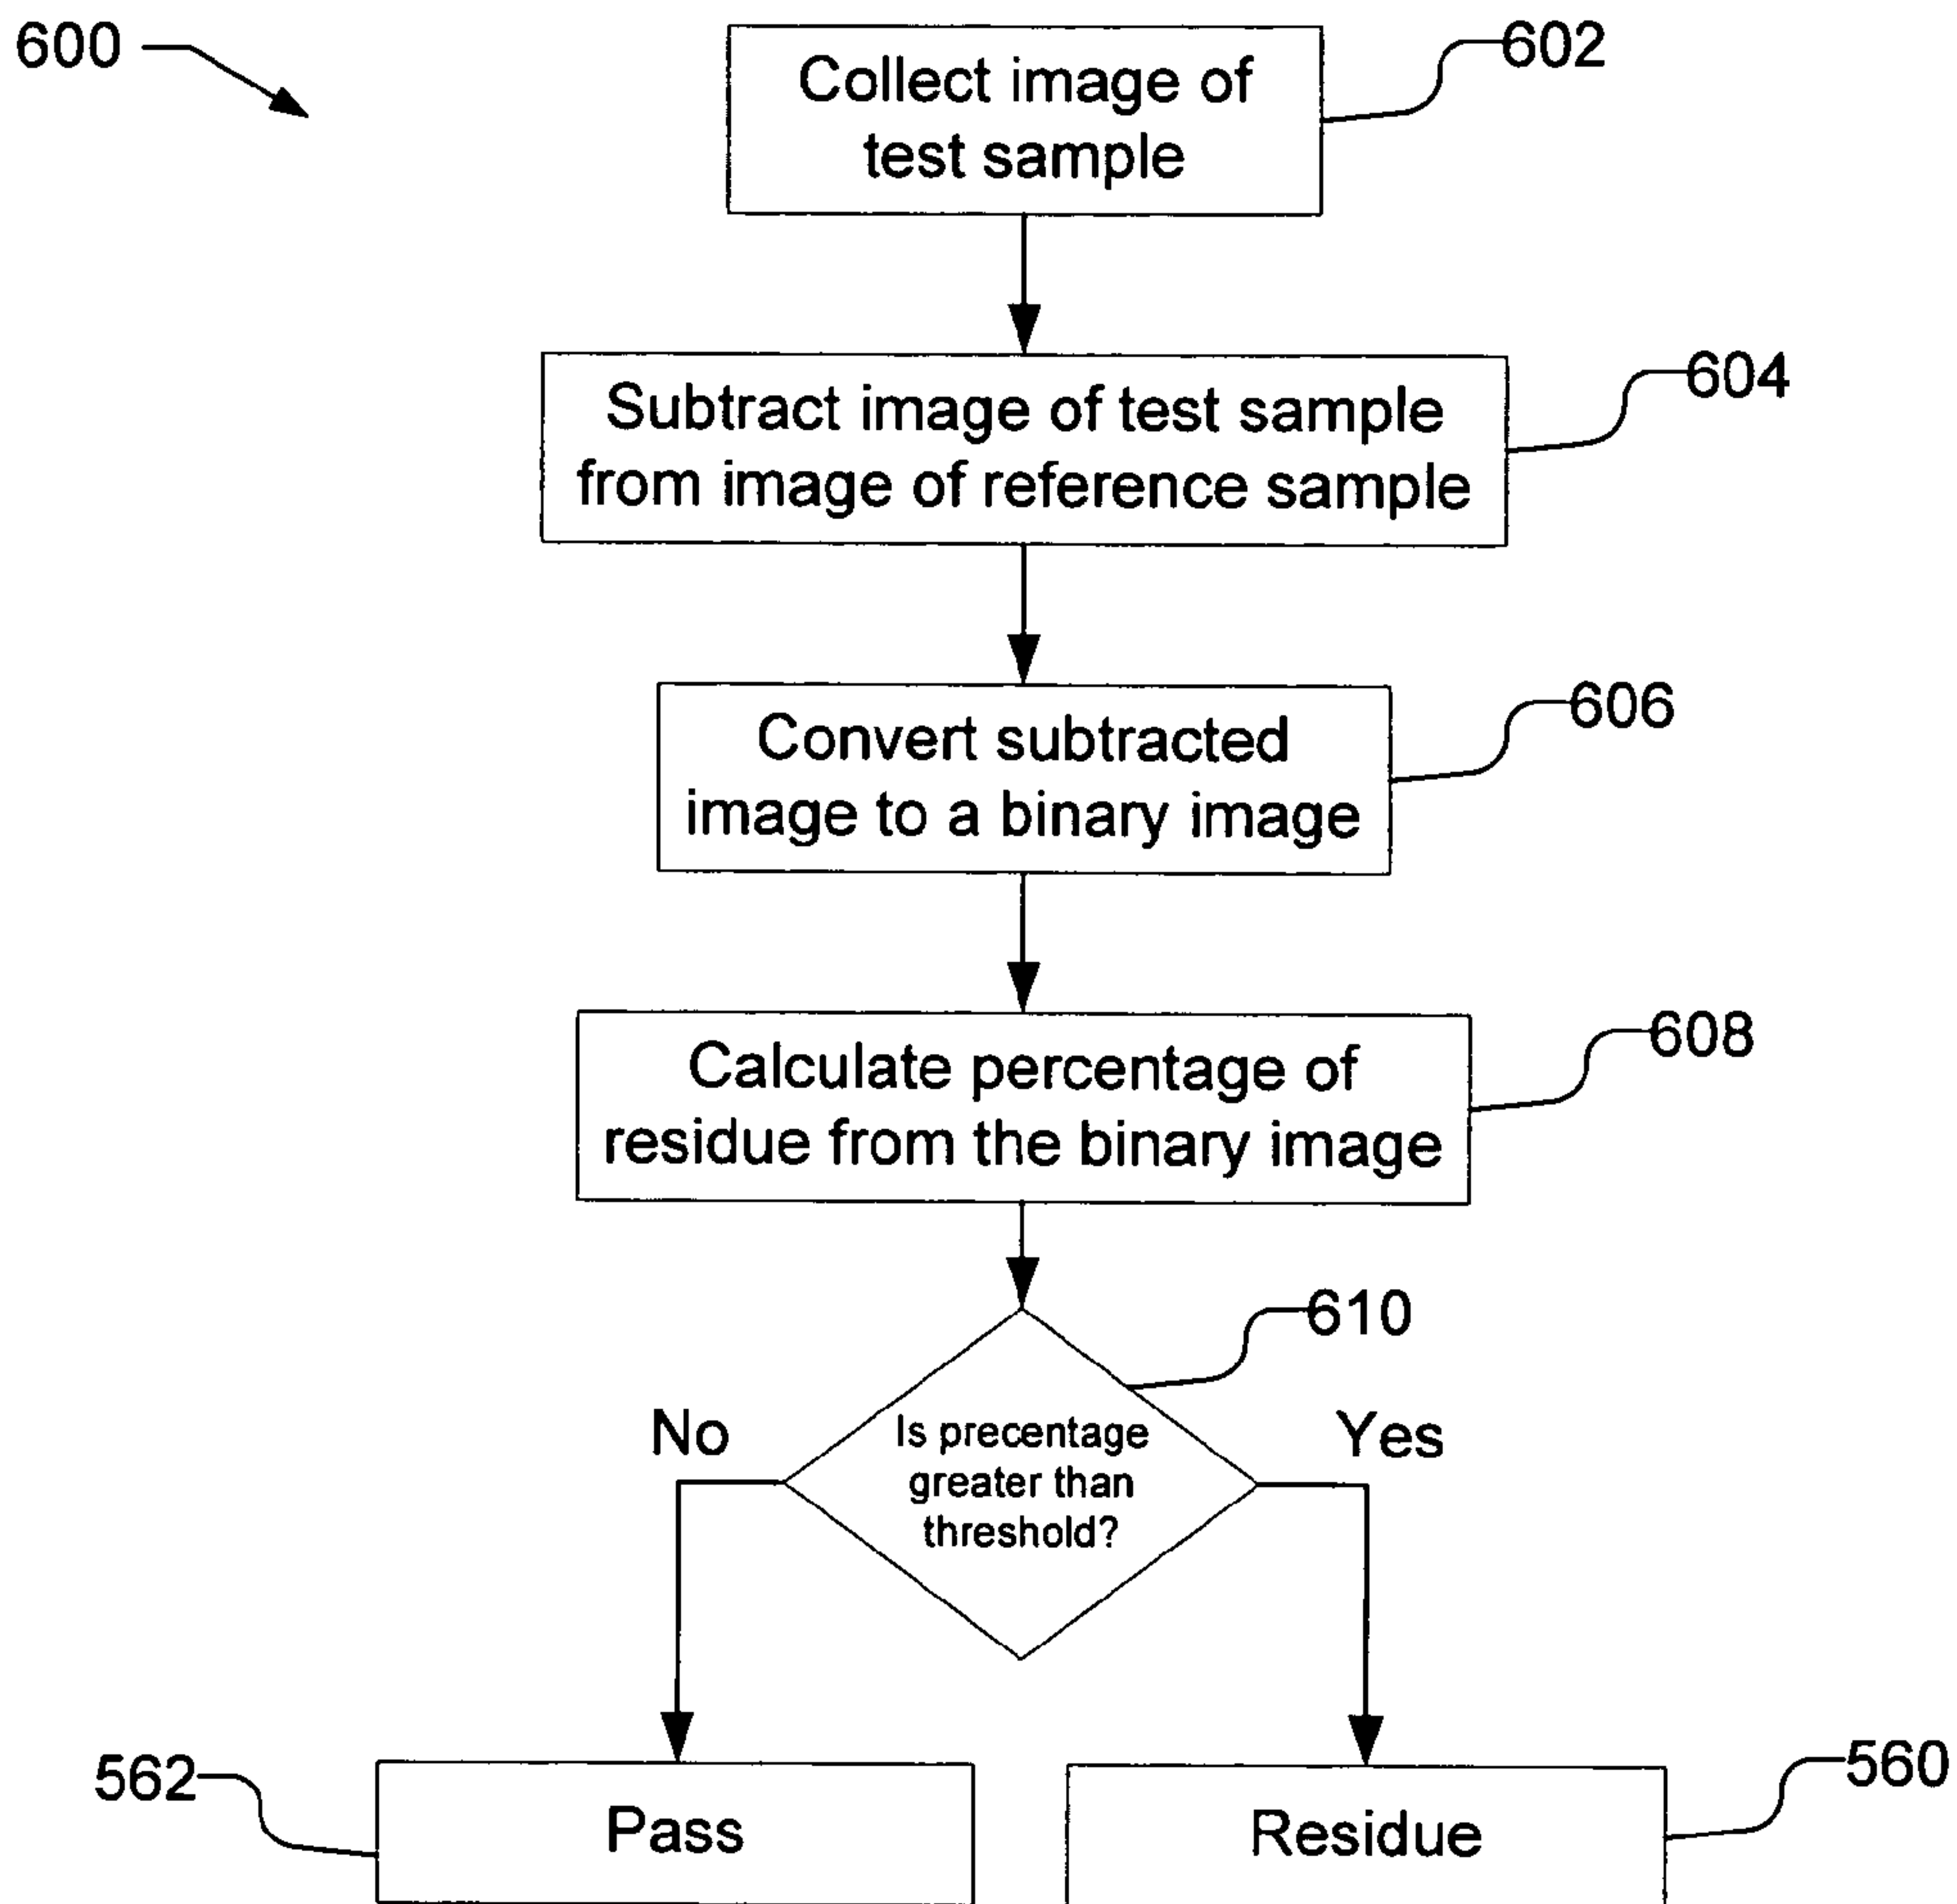 600
602
Collect image of
test sample
604
Subtract image of test sample
from image of reference sample
606
Convert subtracted
image to a binary image
608
Calculate percentage of
residue from the binary image
610
No
Is precentage
greater than
threshold?
Yes
562
Pass
Residue
560